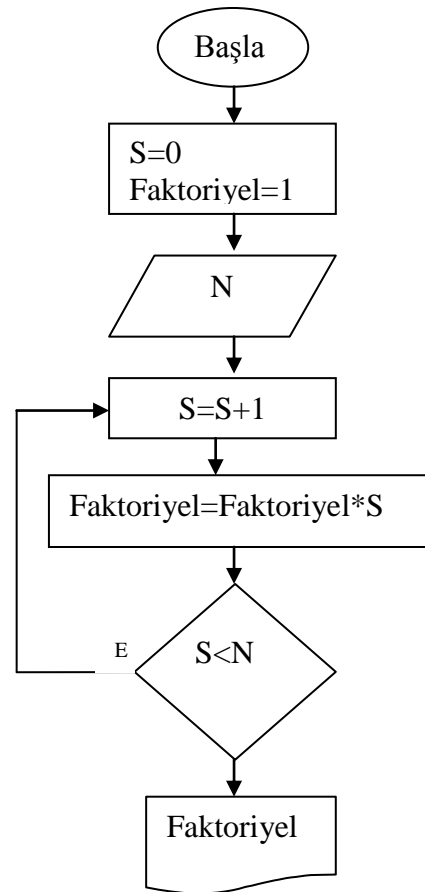 Başla
S=0
Faktoriyel=1
N
S=S+1
Faktoriyel=Faktoriyel*S
E
S<N
Faktoriyel